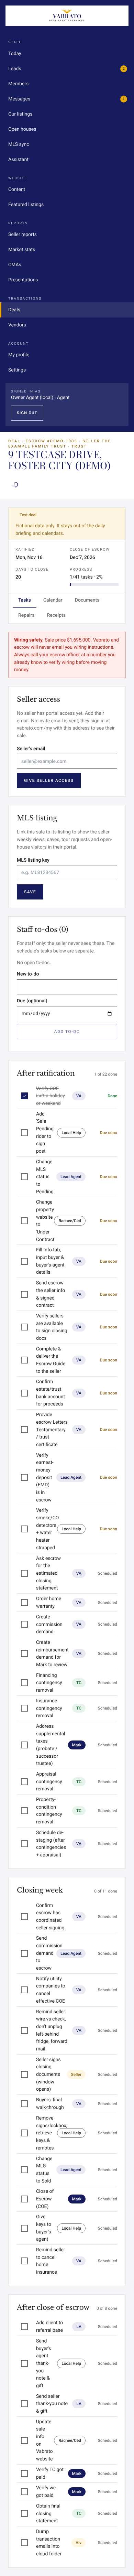 VABRATO
REAL ESTATE SERVICES
STAFF
Today
Leads
Members
Messages
Our listings
Open houses
MLS sync
Assistant
WEBSITE
Content
Featured listings
REPORTS
Seller reports
Market stats
CMAs
Presentations
TRANSACTIONS
Deals
Vendors
ACCOUNT
My profile
Settings
SIGNED IN AS
Owner Agent (local) · Agent
SIGN OUT
9 TESTCASE DRIVE,
FOSTER CITY (DEMO)
Test deal
Fictional data only. It stays out of the daily
briefing and calendars.
RATIFIED CLOSE OF ESCROW
Nov 16, 2026 Dec 7, 2026
DAYS TO CLOSE PROGRESS
20 1/41 tasks · 2%
Tasks Calendar Documents
Repairs Receipts
Wiring safety. Sale price $1,695,000. Vabrato and
escrow will never email you wiring instructions.
Always call your escrow officer at a number you
already know to verify wiring before moving
money.
Seller access
No seller has portal access yet. Add their
email. No email is sent; they sign in at
vabrato.com/my with this address to see their
sale.
Seller's email
seller@example.com
GIVE SELLER ACCESS
MLS listing
Link this sale to its listing to show the seller
weekly views, saves, tour requests and open-
house visitors in their portal.
MLS listing key
e.g. ML81234567
SAVE
Staff to-dos (0)
For staff only: the seller never sees these. The
seller's tasks below are separate.
No open to-dos.
New to-do
Due (optional)
mm/dd/yyyy
ADD TO-DO
After ratification 1 of 22 done
Verify COE
isn't a holiday
or weekend
VA Done
Add
'Sale
Pending'
rider to
sign
post
Local Help Due soon
Change
MLS
status
to
Pending
Lead Agent Due soon
Change
property
website
to
'Under
Contract'
Rachee/Ced Due soon
Fill Info tab;
input buyer &
buyer's agent
details
VA Due soon
Send escrow
the seller info
& signed
contract
VA Due soon
Verify sellers
are available
to sign closing
docs
VA Due soon
Complete &
deliver the
Escrow Guide
to the seller
VA Due soon
Confirm
estate/trust
bank account
for proceeds
VA Due soon
Provide
escrow Letters
Testamentary
/ trust
certificate
VA Due soon
Verify
earnest-
money
deposit
(EMD)
is in
escrow
Lead Agent Due soon
Verify
smoke/CO
detectors
+ water
heater
strapped
Local Help Due soon
Ask escrow
for the
estimated
closing
statement
VA Scheduled
Order home
warranty
VA Scheduled
Create
commission
demand
VA Scheduled
Create
reimbursement
demand for
Mark to review
VA Scheduled
Financing
contingency
removal
TC Scheduled
Insurance
contingency
removal
TC Scheduled
Address
supplemental
taxes
(probate /
successor
trustee)
Mark Scheduled
Appraisal
contingency
removal
TC Scheduled
Property-
condition
contingency
removal
TC Scheduled
Schedule de-
staging (after
contingencies
+ appraisal)
VA Scheduled
Closing week 0 of 11 done
Confirm
escrow has
coordinated
seller signing
VA Scheduled
Send
commission
demand
to
escrow
Lead Agent Scheduled
Notify utility
companies to
cancel
effective COE
VA Scheduled
Remind seller:
wire vs check,
don't unplug
left-behind
fridge, forward
mail
VA Scheduled
Seller signs
closing
documents
(window
opens)
Seller Scheduled
Buyers' final
walk-through
VA Scheduled
Remove
signs/lockbox;
retrieve
keys &
remotes
Local Help Scheduled
Change
MLS
status
to Sold
Lead Agent Scheduled
Close of
Escrow
(COE)
Mark Scheduled
Give
keys to
buyer's
agent
Local Help Scheduled
Remind seller
to cancel
home
insurance
VA Scheduled
After close of escrow 0 of 8 done
Add client to
referral base
LA Scheduled
Send
buyer's
agent
thank-
you
note &
gift
Local Help Scheduled
Send seller
thank-you note
& gift
LA Scheduled
Update
sale
info
on
Vabrato
website
Rachee/Ced Scheduled
Verify TC got
paid
Mark Scheduled
Verify we
got paid
Mark Scheduled
Obtain final
closing
statement
TC Scheduled
Dump
transaction
emails into
cloud folder
Scheduled